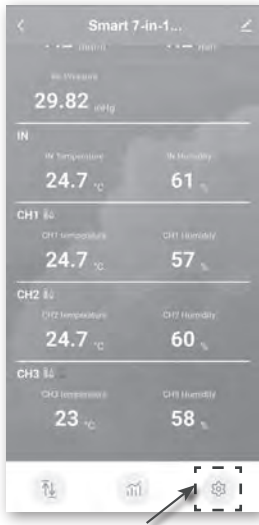 Smart 7-in-1...
Air Pressure
29.82 inHg
IN
IN Temperature IN Humidity
24.7 °C 61 %
CH1
CH1 temperature CH1 Humidity
24.7 °C 57 %
CH2
CH2 temperature CH2 Humidity
24.7 °C 60 %
CH3
CH3 temperature CH3 Humidity
23 °C 58 %